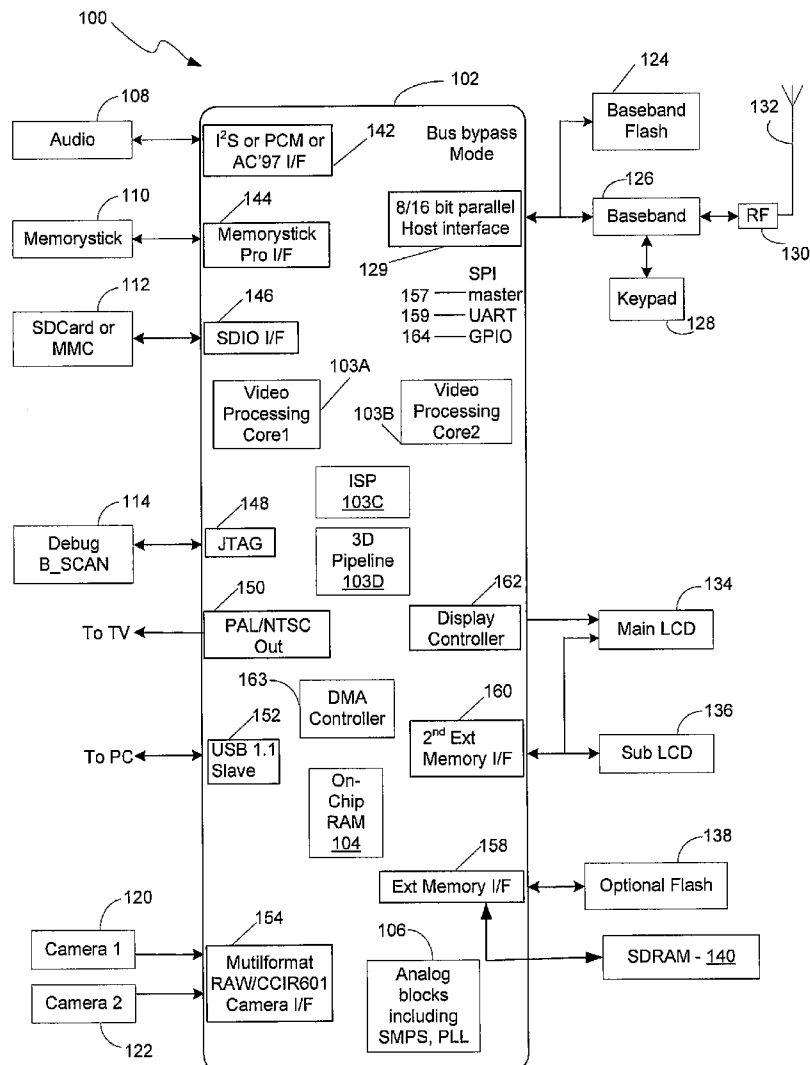 100
102
124
108
132
Audio
I²S or PCM or
AC'97 I/F
142
Bus bypass
Mode
Baseband
Flash
126
110
144
Memorystick
Memorystick
Pro I/F
8/16 bit parallel
Host interface
Baseband
RF
129
130
112
146
SPI
157
master
159
UART
164
GPIO
Keypad
128
SDCard or
MMC
SDIO I/F
103A
Video
Processing
Core1
103B
Video
Processing
Core2
ISP
103C
114
148
Debug
B_SCAN
JTAG
3D
Pipeline
103D
150
162
134
To TV
PAL/NTSC
Out
Display
Controller
Main LCD
163
DMA
Controller
152
160
136
To PC
USB 1.1
Slave
2nd Ext
Memory I/F
Sub LCD
On-
Chip
RAM
104
158
138
Ext Memory I/F
Optional Flash
120
154
106
Camera 1
Mutilformat
RAW/CCIR601
Camera I/F
SDRAM - 140
Camera 2
122
Analog
blocks
including
SMPS, PLL